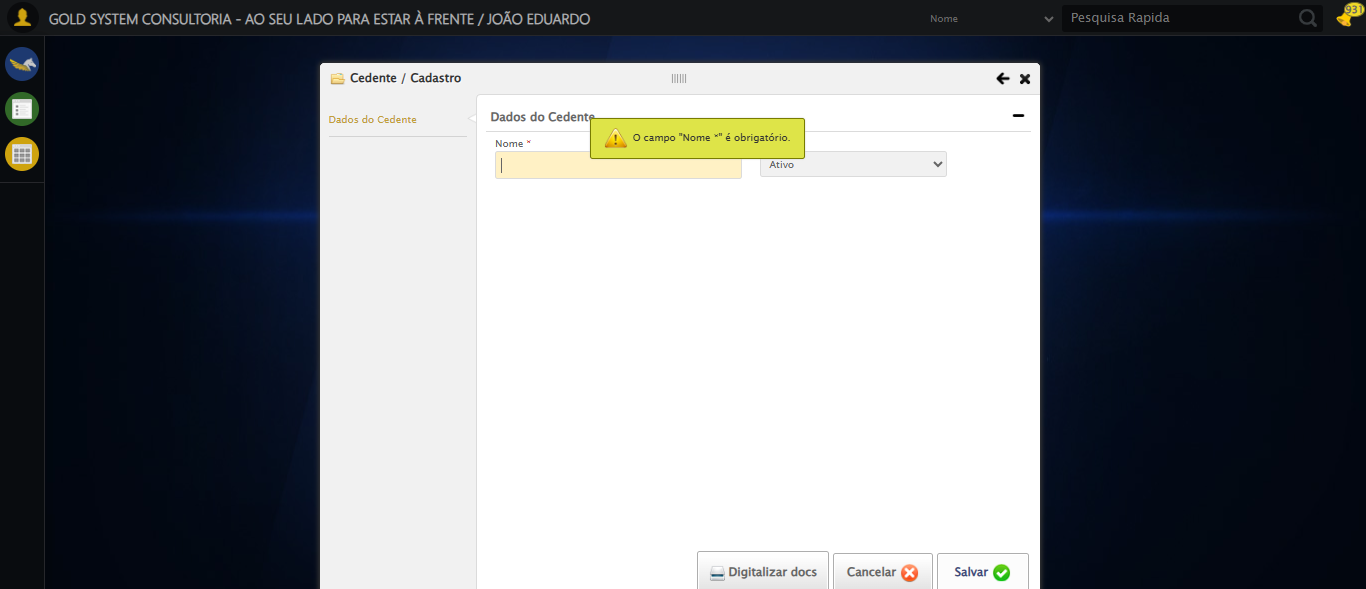 GOLD SYSTEM CONSULTORIA - AO SEU LADO PARA ESTAR À FRENTE / JOÃO EDUARDO
Nome
Pesquisa Rapida
931
Cedente / Cadastro
Dados do Cedente
Dados do Cedente
O campo "Nome *" é obrigatório.
Nome *
Ativo
Digitalizar docs
Cancelar
Salvar